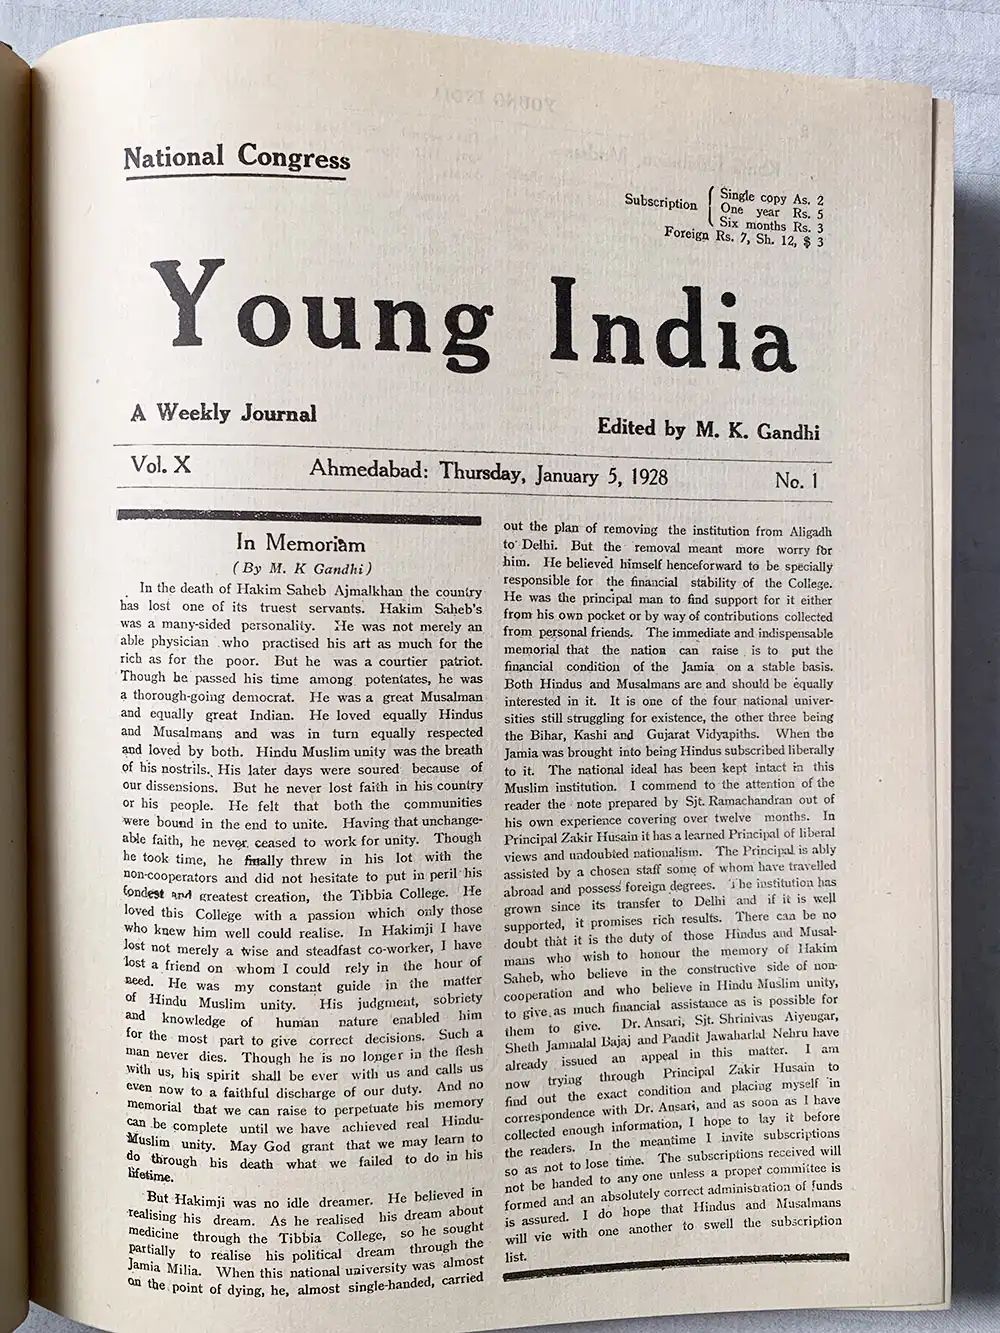 National Congress
Subscription { Single copy As. 2
One year Rs. 5
Six months Rs. 3
Foreign Rs. 7, Sh. 12, $ 3
Young India
A Weekly Journal
Edited by M. K. Gandhi
Vol. X
Ahmedabad: Thursday, January 5, 1928
No. 1
In Memoriam
( By M. K Gandhi )
In the death of Hakim Saheb Ajmalkhan the country
has lost one of its truest servants. Hakim Saheb's
was a many-sided personality. He was not merely an
able physician who practised his art as much for the
rich as for the poor. But he was a courtier patriot.
Though he passed his time among potentates, he was
a thorough-going democrat. He was a great Musalman
and equally great Indian. He loved equally Hindus
and Musalmans and was in turn equally respected
and loved by both. Hindu Muslim unity was the breath
of his nostrils. His later days were soured because of
our dissensions. But he never lost faith in his country
or his people. He felt that both the communities
were bound in the end to unite. Having that unchange-
able faith, he never ceased to work for unity. Though
he took time, he finally threw in his lot with the
non-cooperators and did not hesitate to put in peril his
fondest and greatest creation, the Tibbia College. He
loved this College with a passion which only those
who knew him well could realise. In Hakimji I have
lost not merely a wise and steadfast co-worker, I have
lost a friend on whom I could rely in the hour of
need. He was my constant guide in the matter
of Hindu Muslim unity. His judgment, sobriety
and knowledge of human nature enabled him
for the most part to give correct decisions. Such a
man never dies. Though he is no longer in the flesh
with us, his spirit shall be ever with us and calls us
even now to a faithful discharge of our duty. And no
memorial that we can raise to perpetuate his memory
can be complete until we have achieved real Hindu-
Muslim unity. May God grant that we may learn to
do through his death what we failed to do in his
lifetime.
But Hakimji was no idle dreamer. He believed in
realising his dream. As he realised his dream about
medicine through the Tibbia College, so he sought
partially to realise his political dream through the
Jamia Milia. When this national university was almost
on the point of dying, he, almost single-handed, carried
out the plan of removing the institution from Aligadh
to Delhi. But the removal meant more worry for
him. He believed himself henceforward to be specially
responsible for the financial stability of the College.
He was the principal man to find support for it either
from his own pocket or by way of contributions collected
from personal friends. The immediate and indispensable
memorial that the nation can raise is to put the
financial condition of the Jamia on a stable basis.
Both Hindus and Musalmans are and should be equally
interested in it. It is one of the four national univer-
sities still struggling for existence, the other three being
the Bihar, Kashi and Gujarat Vidyapiths. When the
Jamia was brought into being Hindus subscribed liberally
to it. The national ideal has been kept intact in this
Muslim institution. I commend to the attention of the
reader the note prepared by Sjt. Ramachandran out of
his own experience covering over twelve months. In
Principal Zakir Husain it has a learned Principal of liberal
views and undoubted nationalism. The Principal is ably
assisted by a chosen staff some of whom have travelled
abroad and possess foreign degrees. The institution has
grown since its transfer to Delhi and if it is well
supported, it promises rich results. There can be no
doubt that it is the duty of those Hindus and Musal-
mans who wish to honour the memory of Hakim
Saheb, who believe in the constructive side of non-
cooperation and who believe in Hindu Muslim unity,
to give as much financial assistance as is possible for
them to give. Dr. Ansari, Sjt. Shrinivas Aiyengar,
Sheth Jamnalal Bajaj and Pandit Jawaharlal Nehru have
already issued an appeal in this matter. I am
now trying through Principal Zakir Husain to
find out the exact condition and placing myself in
correspondence with Dr. Ansari, and as soon as I have
collected enough information, I hope to lay it before
the readers. In the meantime I invite subscriptions
so as not to lose time. The subscriptions received will
not be handed to any one unless a proper committee is
formed and an absolutely correct administration of funds
is assured. I do hope that Hindus and Musalmans
will vie with one another to swell the subscription
list.